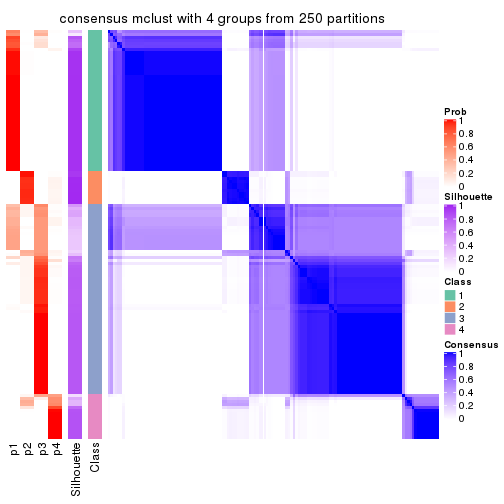 consensus mclust with 4 groups from 250 partitions
Prob
1
0.8
0.6
0.4
0.2
0
Silhouette
1
0.8
0.6
0.4
0.2
0
Class
1
2
3
4
Consensus
1
0.8
0.6
0.4
0.2
0
p1
p2
p3
p4
Silhouette
Class